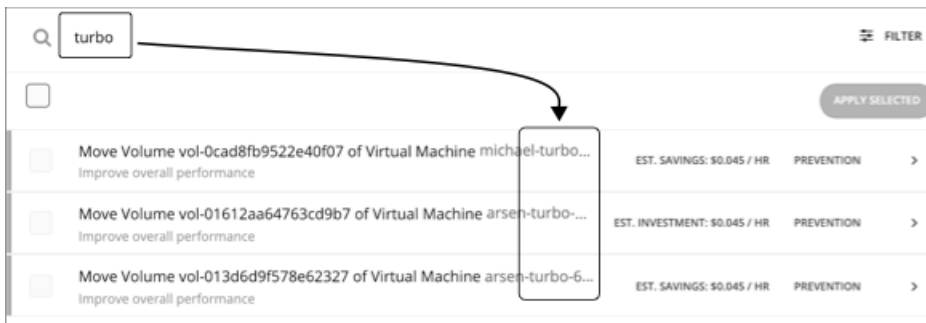 turbo
FILTER
APPLY SELECTED
Move Volume vol-0cad8fb9522e40f07 of Virtual Machine michael-turbo... EST. SAVINGS: $0.045 / HR PREVENTION
Improve overall performance
Move Volume vol-01612aa64763cd9b7 of Virtual Machine arsen-turbo-... EST. INVESTMENT: $0.045 / HR PREVENTION
Improve overall performance
Move Volume vol-013d6d9f578e62327 of Virtual Machine arsen-turbo-6... EST. SAVINGS: $0.045 / HR PREVENTION
Improve overall performance